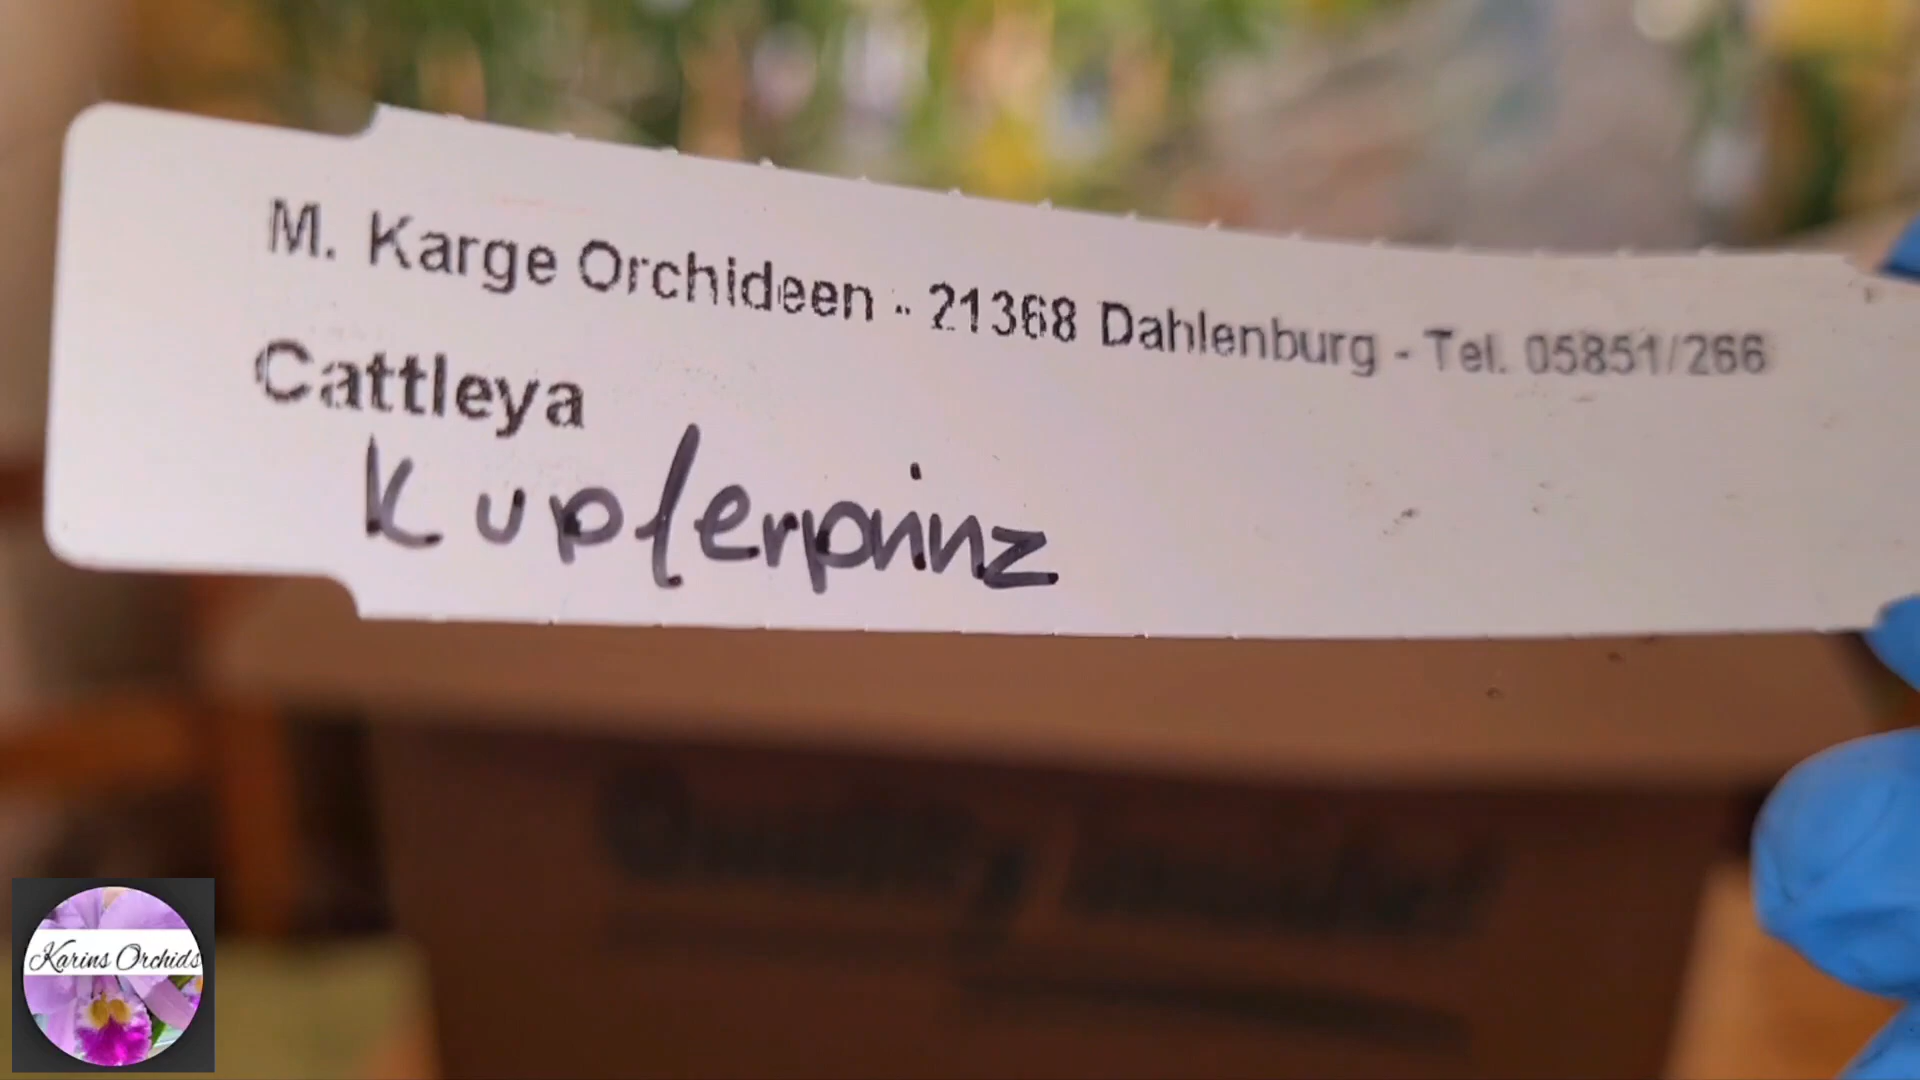 M. Karge Orchideen - 21368 Dahlenburg - Tel. 05851/266
Cattleya
Kupferprinz
Karins Orchids